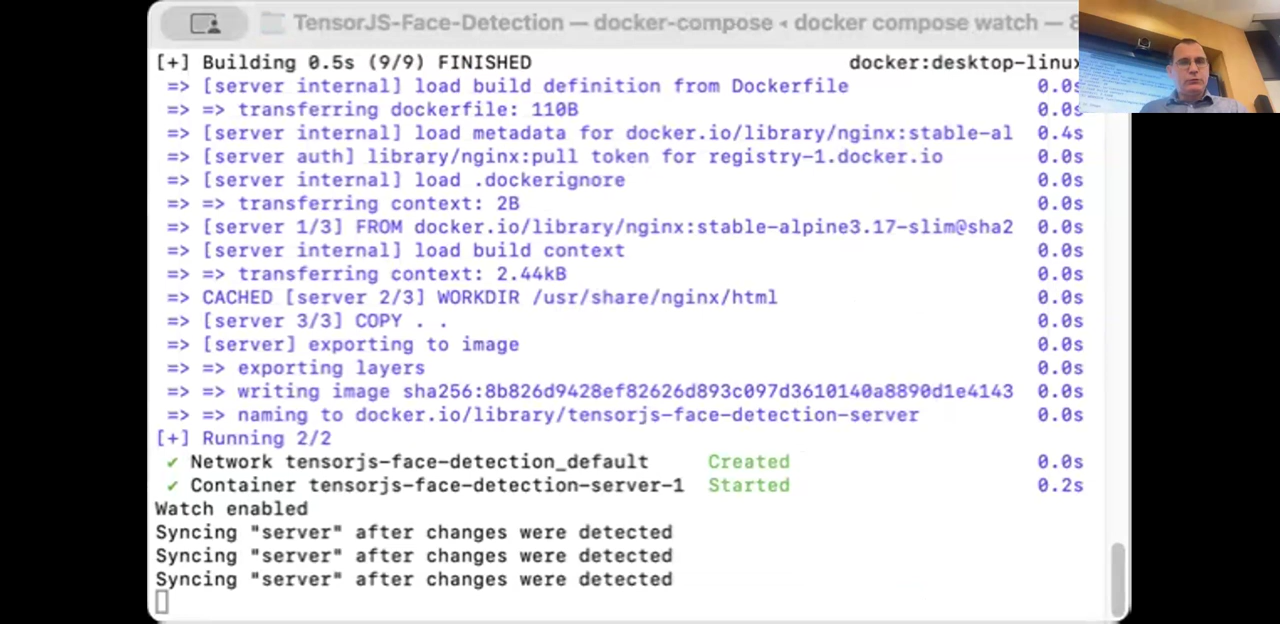 TensorJS-Face-Detection — docker-compose ◂ docker compose watch — 8
[+] Building 0.5s (9/9) FINISHED docker:desktop-linux
=> [server internal] load build definition from Dockerfile 0.0s
=> => transferring dockerfile: 110B 0.0s
=> [server internal] load metadata for docker.io/library/nginx:stable-al 0.4s
=> [server auth] library/nginx:pull token for registry-1.docker.io 0.0s
=> [server internal] load .dockerignore 0.0s
=> => transferring context: 2B 0.0s
=> [server 1/3] FROM docker.io/library/nginx:stable-alpine3.17-slim@sha2 0.0s
=> [server internal] load build context 0.0s
=> => transferring context: 2.44kB 0.0s
=> CACHED [server 2/3] WORKDIR /usr/share/nginx/html 0.0s
=> [server 3/3] COPY . . 0.0s
=> [server] exporting to image 0.0s
=> => exporting layers 0.0s
=> => writing image sha256:8b826d9428ef82626d893c097d3610140a8890d1e4143 0.0s
=> => naming to docker.io/library/tensorjs-face-detection-server 0.0s
[+] Running 2/2
✔ Network tensorjs-face-detection_default Created 0.0s
✔ Container tensorjs-face-detection-server-1 Started 0.2s
Watch enabled
Syncing "server" after changes were detected
Syncing "server" after changes were detected
Syncing "server" after changes were detected